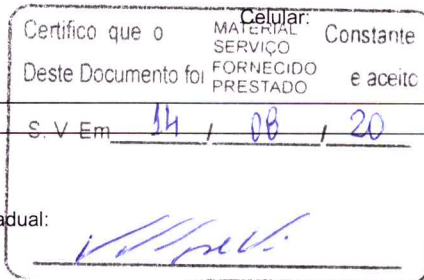 Celular:
Certifico que o MATERIAL Constante
SERVIÇO
Deste Documento foi FORNECIDO e aceito
PRESTADO
S. V Em 14 / 08 / 20
adual: